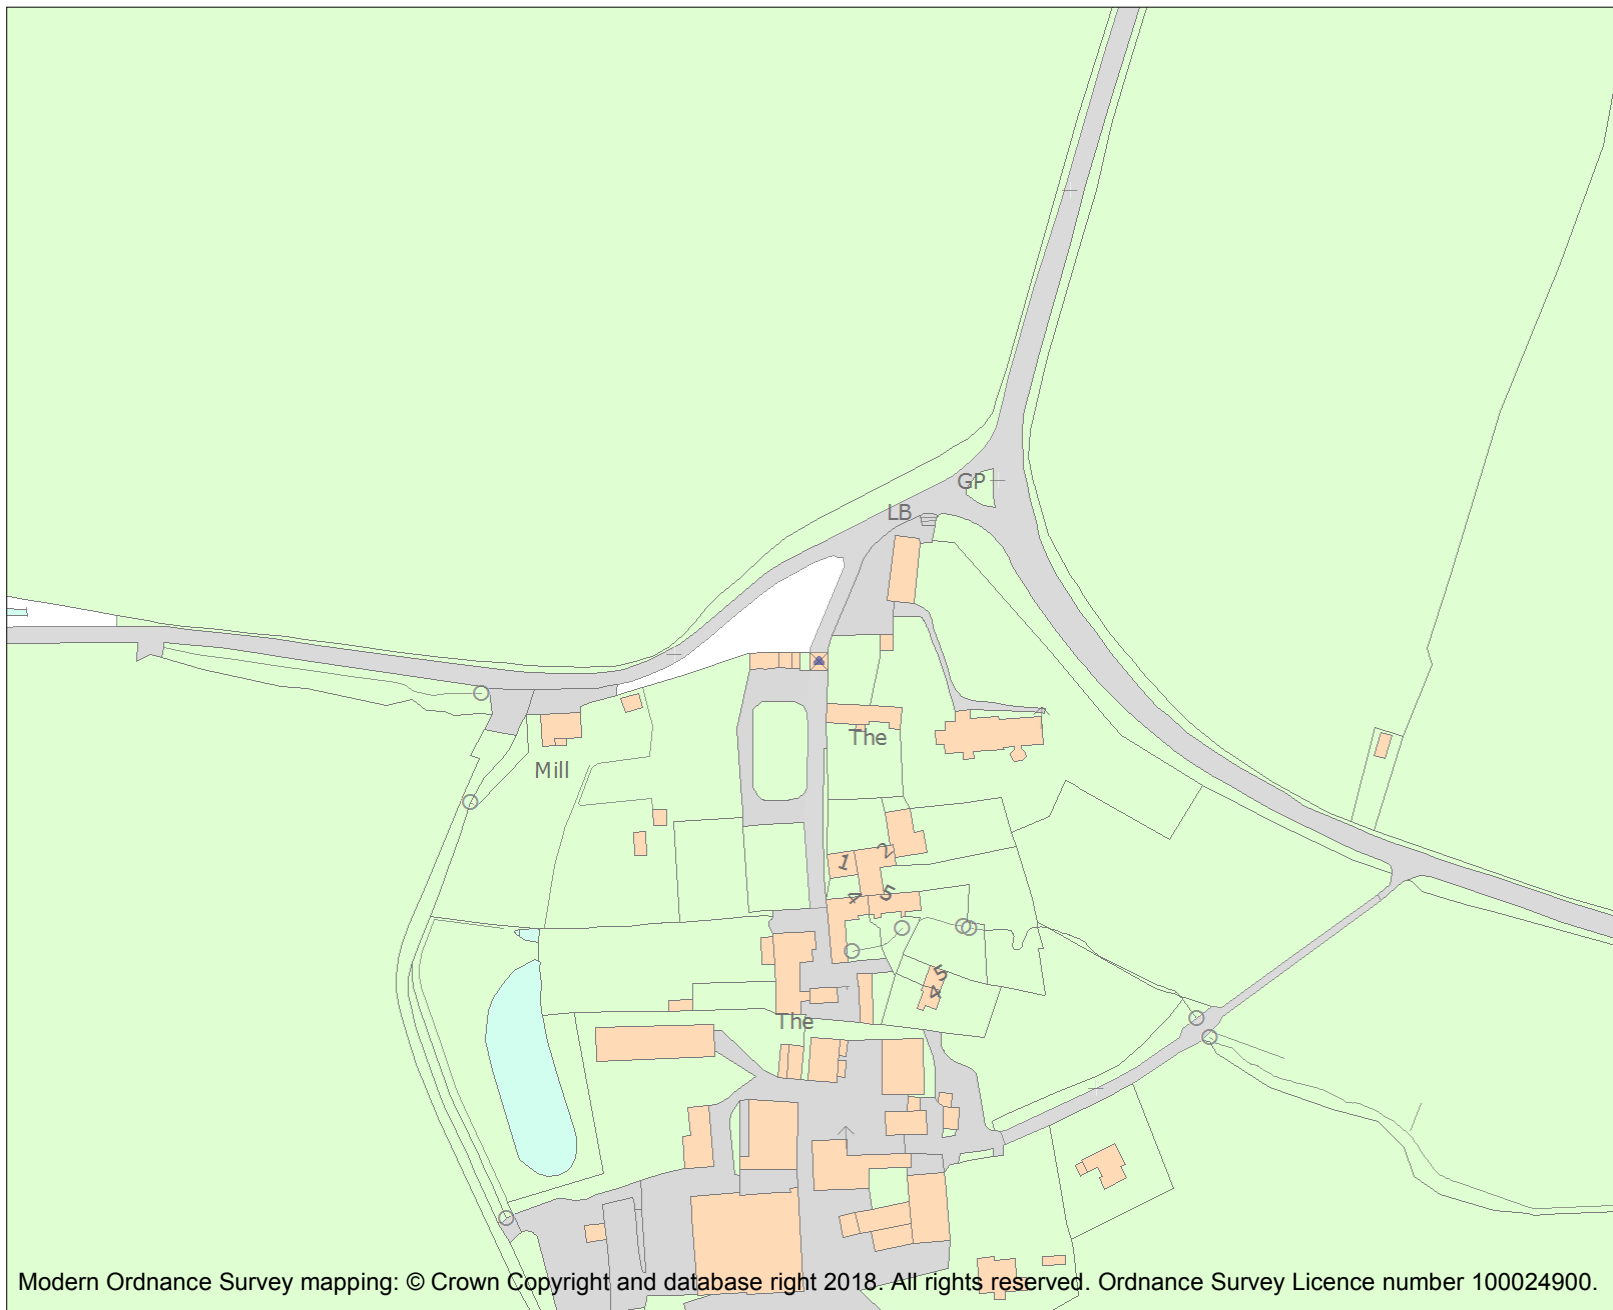 GP
LB
The
Mill
1
2
4
5
5
4
The
Modern Ordnance Survey mapping: © Crown Copyright and database right 2018. All rights reserved. Ordnance Survey Licence number 100024900.